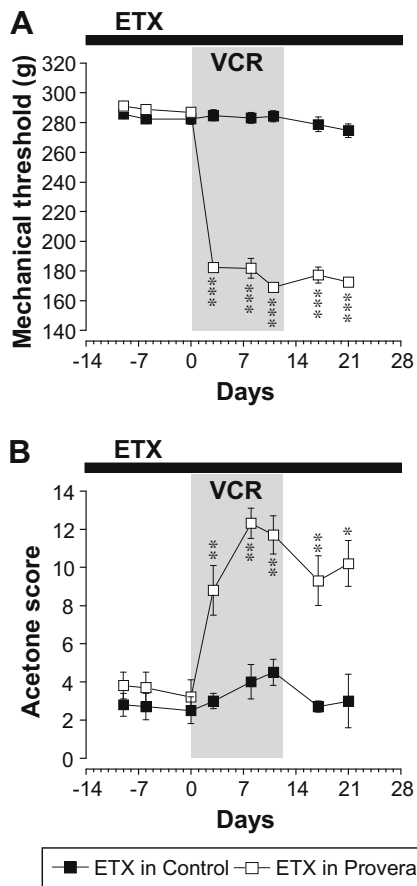 A
ETX
VCR
Mechanical threshold (g)
320
300
280
260
240
220
200
180
160
140
*** *** *** *** ***
-14 -7 0 7 14 21 28
Days
B
ETX
VCR
Acetone score
14
12
10
8
6
4
2
0
** ** ** ** *
-14 -7 0 7 14 21 28
Days
ETX in Control ETX in Provera